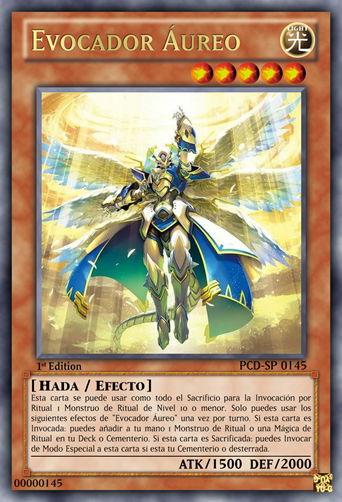 Evocador Áureo
LIGHT
光
1st Edition
PCD-SP 0145
[Hada / Efecto]
Esta carta se puede usar como todo el Sacrificio para la Invocación por
Ritual 1 Monstruo de Ritual de Nivel 10 o menor. Solo puedes usar los
siguientes efectos de "Evocador Áureo" una vez por turno. Si esta carta es
Invocada: puedes añadir a tu mano 1 Monstruo de Ritual o una Mágica de
Ritual en tu Deck o Cementerio. Si esta carta es Sacrificada: puedes Invocar
de Modo Especial a esta carta si esta tu Cementerio o desterrada.
ATK/1500 DEF/2000
00000145